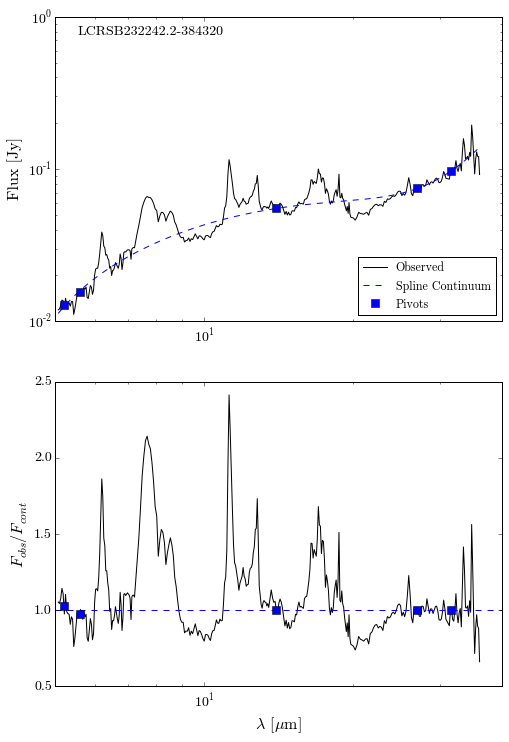 LCRSB232242.2-384320
10^0
10^-1
10^-2
Flux [Jy]
Observed
Spline Continuum
Pivots
10^1
2.5
2.0
1.5
1.0
0.5
F_obs/F_cont
10^1
λ [μm]